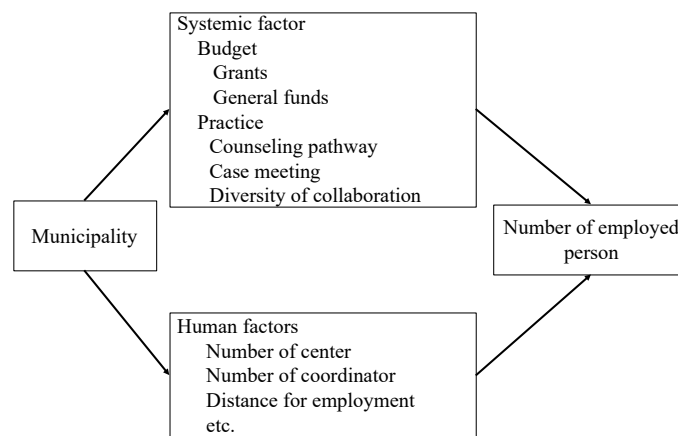 Systemic factor
Budget
Grants
General funds
Practice
Counseling pathway
Case meeting
Diversity of collaboration
Municipality
Number of employed
person
Human factors
Number of center
Number of coordinator
Distance for employment
etc.